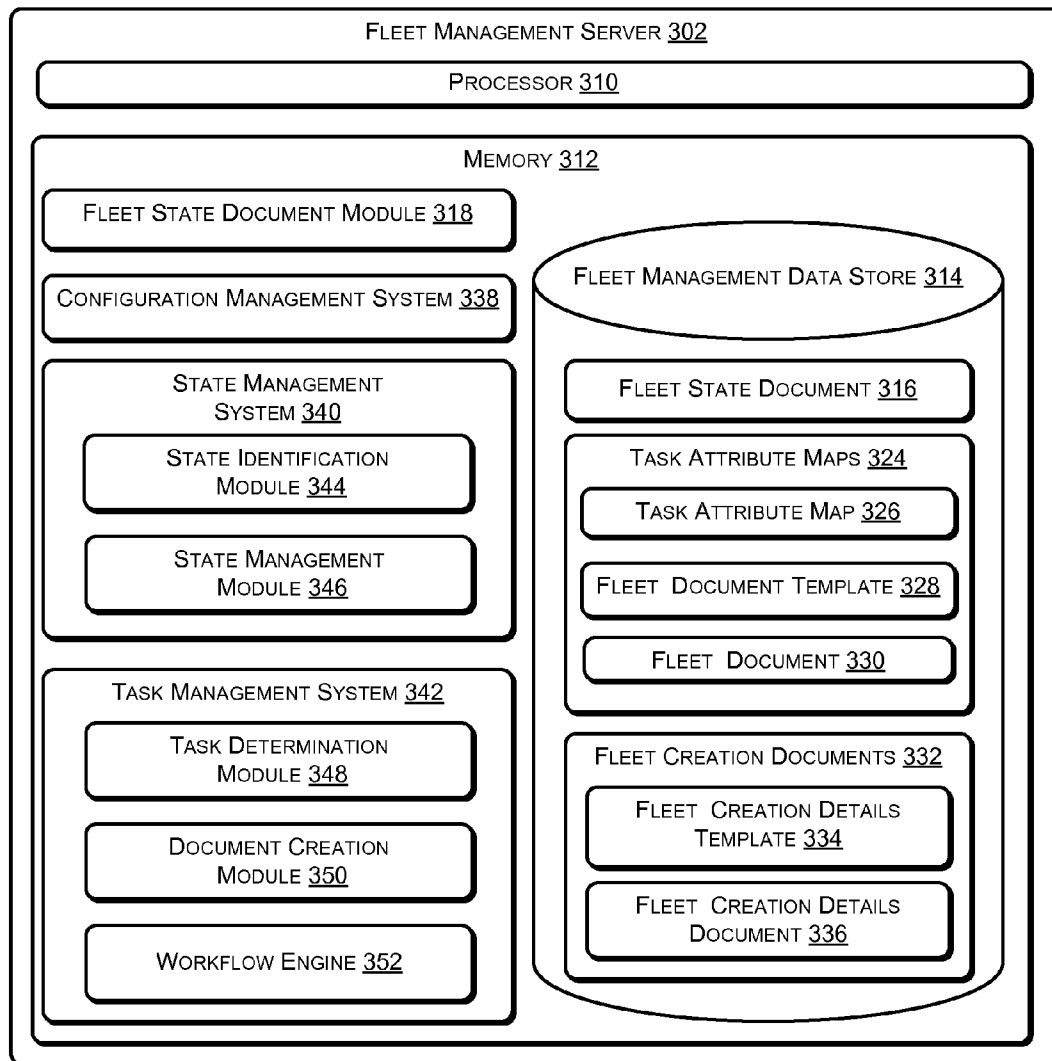 FLEET MANAGEMENT SERVER 302
PROCESSOR 310
MEMORY 312
FLEET STATE DOCUMENT MODULE 318
CONFIGURATION MANAGEMENT SYSTEM 338
STATE MANAGEMENT
SYSTEM 340
STATE IDENTIFICATION
MODULE 344
STATE MANAGEMENT
MODULE 346
TASK MANAGEMENT SYSTEM 342
TASK DETERMINATION
MODULE 348
DOCUMENT CREATION
MODULE 350
WORKFLOW ENGINE 352
FLEET MANAGEMENT DATA STORE 314
FLEET STATE DOCUMENT 316
TASK ATTRIBUTE MAPS 324
TASK ATTRIBUTE MAP 326
FLEET DOCUMENT TEMPLATE 328
FLEET DOCUMENT 330
FLEET CREATION DOCUMENTS 332
FLEET CREATION DETAILS
TEMPLATE 334
FLEET CREATION DETAILS
DOCUMENT 336